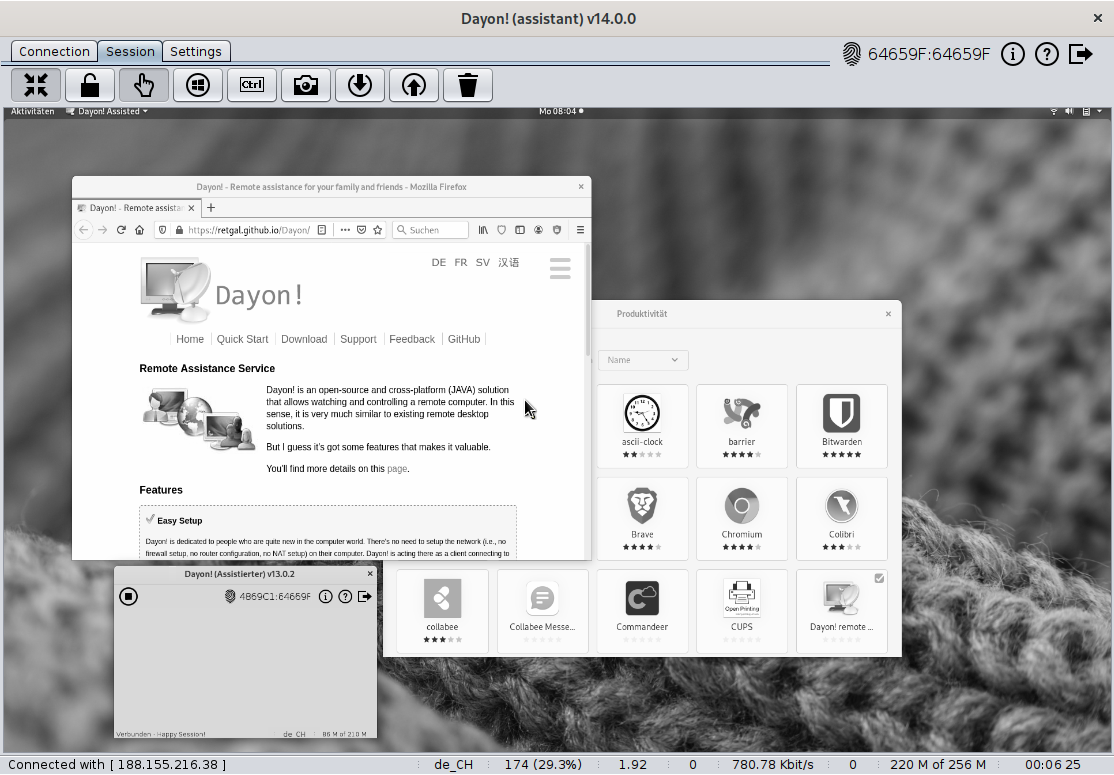 Dayon! (assistant) v14.0.0
Connection Session Settings
64659F:64659F
Ctrl
Aktivitäten Dayon! Assisted Mo 08:04
Dayon! - Remote assistance for your family and friends - Mozilla Firefox
Dayon! - Remote assistan
https://retgal.github.io/Dayon/ Suchen
DE FR SV 汉语
Dayon!
Home Quick Start Download Support Feedback GitHub
Remote Assistance Service
Dayon! is an open-source and cross-platform (JAVA) solution
that allows watching and controlling a remote computer. In this
sense, it is very much similar to existing remote desktop
solutions.
But I guess it's got some features that makes it valuable.
You'll find more details on this page.
Features
Easy Setup
Dayon! is dedicated to people who are quite new in the computer world. There's no need to setup the network (i.e., no
firewall setup, no router configuration, no NAT setup) on their computer. Dayon! is acting there as a client connecting to
Produktivität
Name
ascii-clock barrier Bitwarden
Brave Chromium Colibri
Open Printing
collabee Collabee Messe... Commandeer CUPS Dayon! remote ...
Dayon! (Assistierter) v13.0.2
4869C1:64659F
Verbunden - Happy Session! de_CH 86 M of 210 M
Connected with [ 188.155.216.38 ] de_CH 174 (29.3%) 1.92 0 780.78 Kbit/s 0 220 M of 256 M 00:06 25